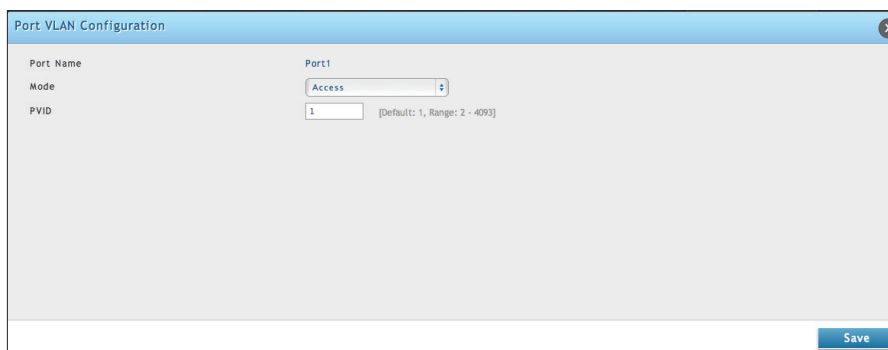 Port VLAN Configuration
Port Name Port1
Mode Access
PVID 1 [Default: 1, Range: 2 - 4093]
Save